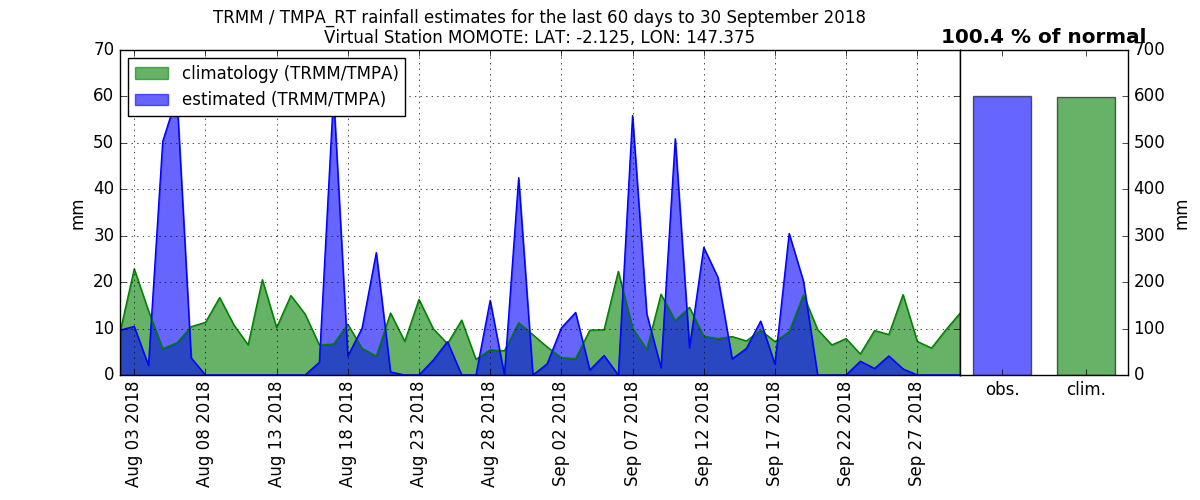 TRMM / TMPA_RT rainfall estimates for the last 60 days to 30 September 2018
Virtual Station MOMOTE: LAT: -2.125, LON: 147.375
100.4 % of normal
climatology (TRMM/TMPA)
estimated (TRMM/TMPA)
70
60
50
40
30
20
10
0
mm
Aug 03 2018
Aug 08 2018
Aug 13 2018
Aug 18 2018
Aug 23 2018
Aug 28 2018
Sep 02 2018
Sep 07 2018
Sep 12 2018
Sep 17 2018
Sep 22 2018
Sep 27 2018
700
600
500
400
300
200
100
0
mm
obs.
clim.